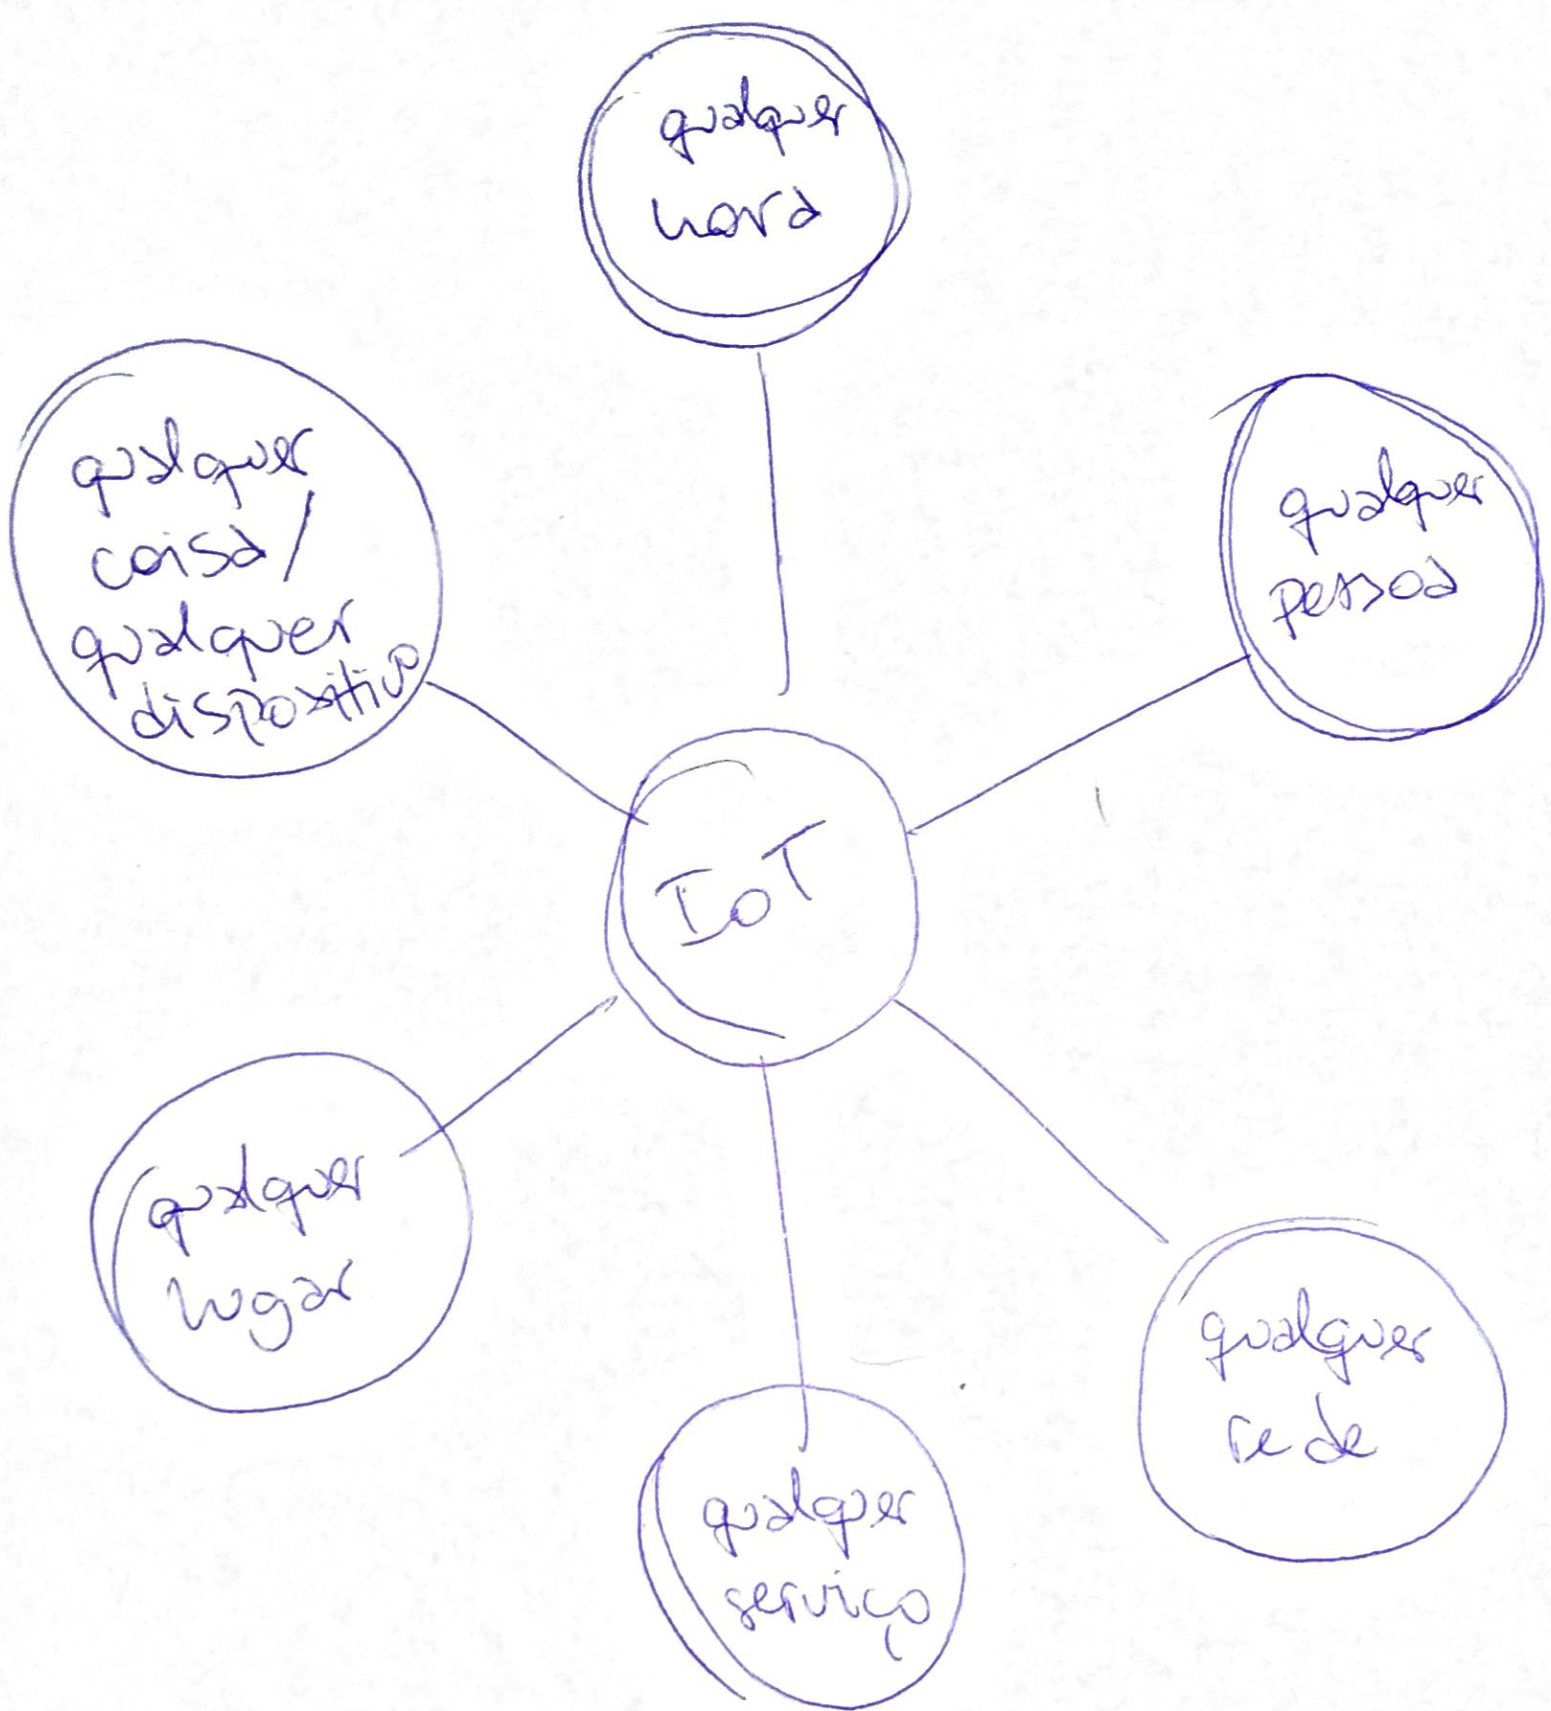 qualquer
hora
qualquer
coisa/
qualquer
dispositivo
qualquer
pessoa
IoT
qualquer
lugar
qualquer
rede
qualquer
serviço